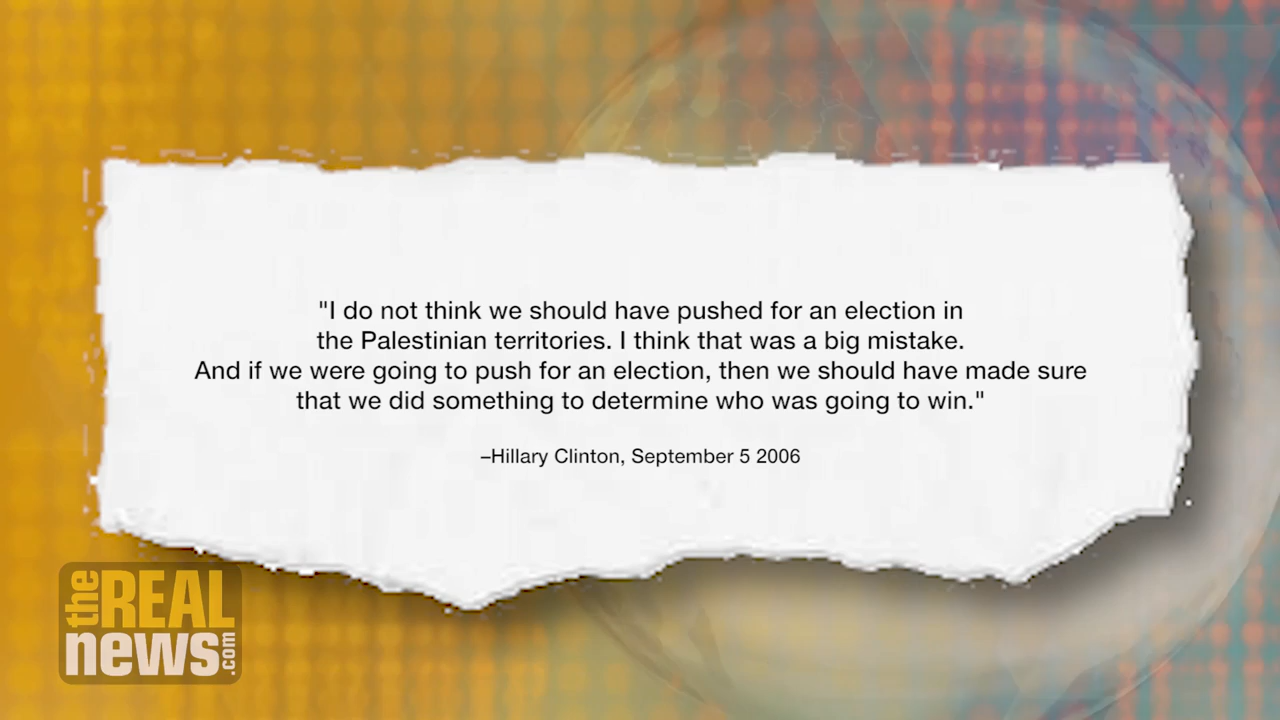 "I do not think we should have pushed for an election in
the Palestinian territories. I think that was a big mistake.
And if we were going to push for an election, then we should have made sure
that we did something to determine who was going to win."
–Hillary Clinton, September 5 2006
the REAL
news.com